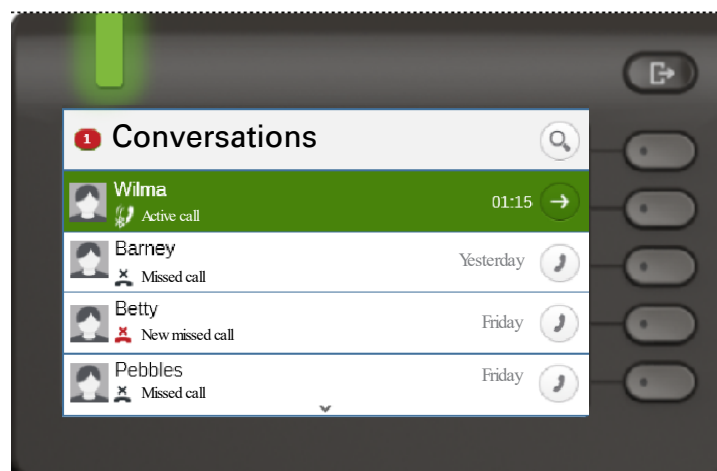 1 Conversations
Wilma
Active call
01:15
Barney
Missed call
Yesterday
Betty
New missed call
Friday
Pebbles
Missed call
Friday